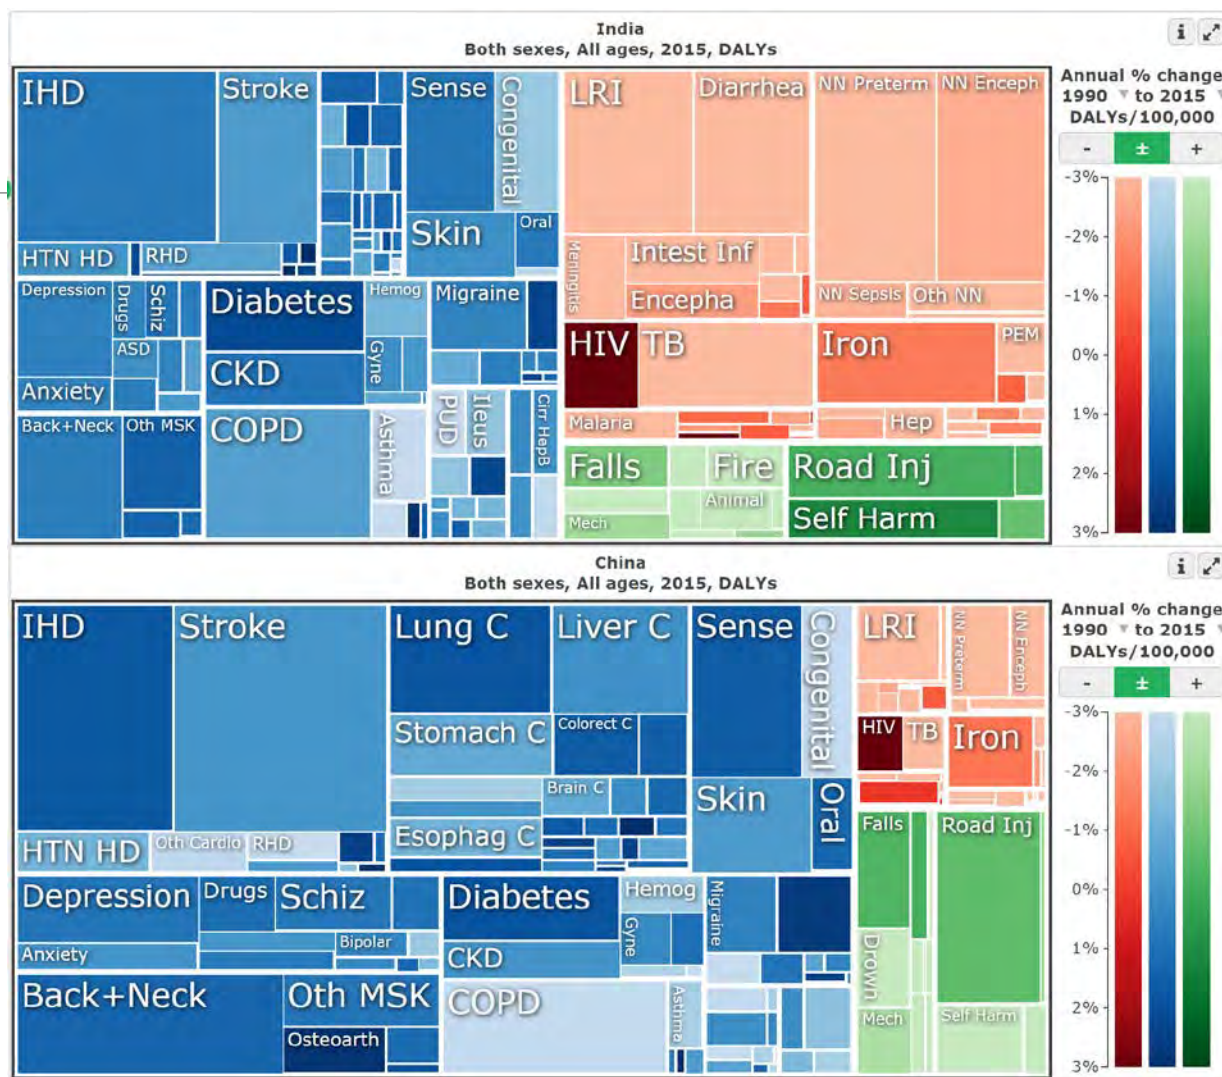 India
Both sexes, All ages, 2015, DALYs
i
IHD
Stroke
Sense
Congenital
LRI
Diarrhea
NN Preterm
NN Enceph
HTN HD
RHD
Skin
Oral
Meningitis
Intest Inf
Encepha
NN Sepsis
Oth NN
Depression
Drugs
Schiz
ASD
Anxiety
Diabetes
Hemog
Migraine
CKD
Gyne
HIV
TB
Iron
PEM
Back+Neck
Oth MSK
COPD
Asthma
PUD
Ileus
Cirr HepB
Malaria
Hep
Falls
Fire
Road Inj
Mech
Animal
Self Harm
Annual % change
1990 ▼ to 2015 ▼
DALYs/100,000
- ± +
-3%
-2%
-1%
0%
1%
2%
3%
China
Both sexes, All ages, 2015, DALYs
i
IHD
Stroke
Lung C
Liver C
Sense
Congenital
LRI
NN Preterm
NN Enceph
Stomach C
Colorect C
HIV
TB
Iron
Brain C
Skin
Oral
Esophag C
HTN HD
Oth Cardio
RHD
Falls
Road Inj
Depression
Drugs
Schiz
Diabetes
Hemog
Migraine
Anxiety
Bipolar
CKD
Gyne
Drown
Back+Neck
Oth MSK
Osteoarth
COPD
Asthma
Mech
Self Harm
Annual % change
1990 ▼ to 2015 ▼
DALYs/100,000
- ± +
-3%
-2%
-1%
0%
1%
2%
3%